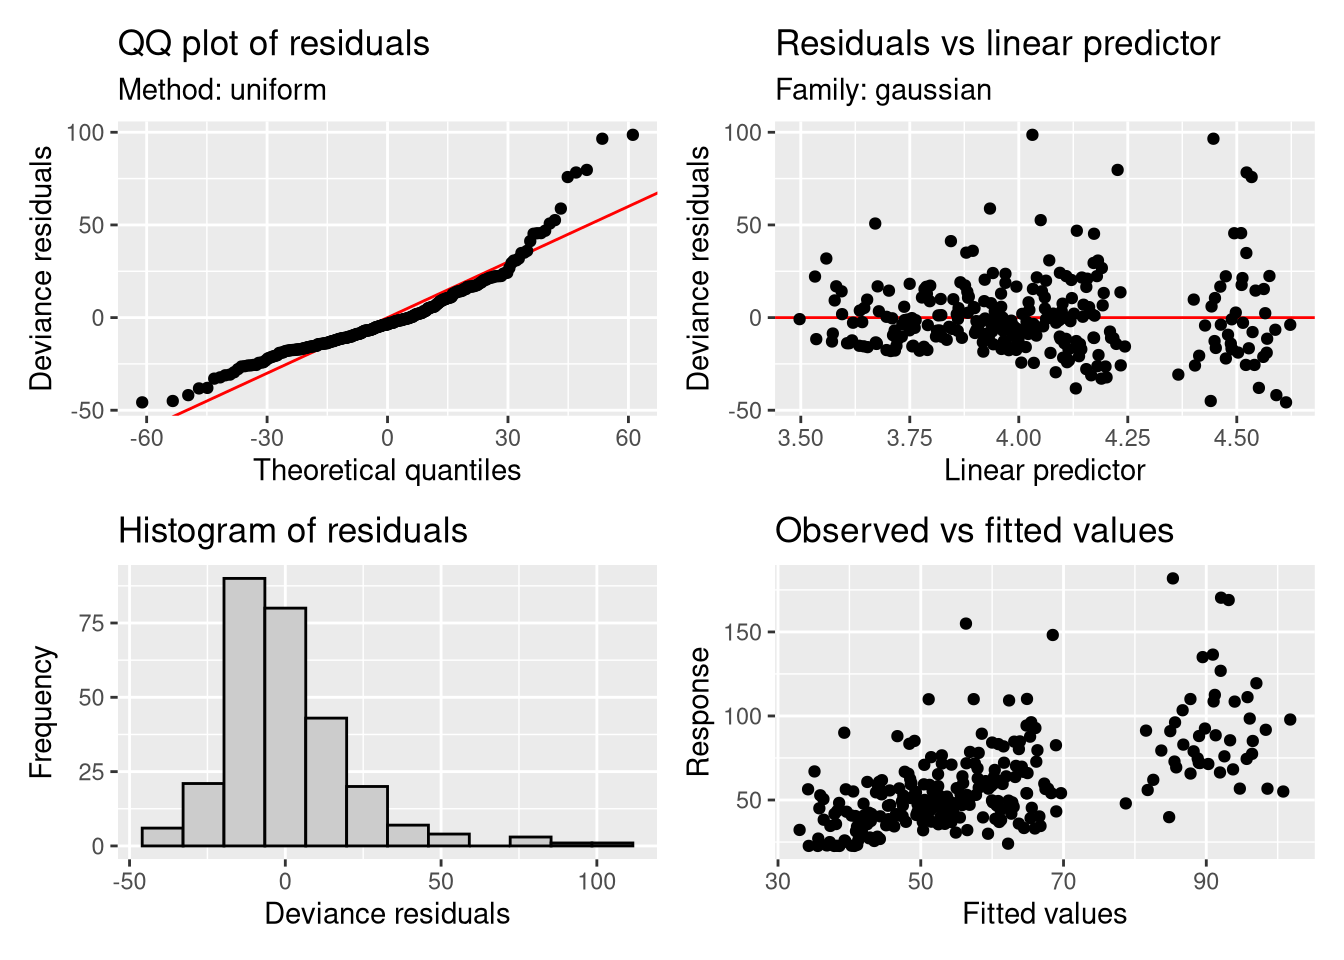 QQ plot of residuals
Method: uniform
Deviance residuals
100
50
0
-50
-60
-30
0
30
60
Theoretical quantiles
Residuals vs linear predictor
Family: gaussian
Deviance residuals
100
50
0
-50
3.50
3.75
4.00
4.25
4.50
Linear predictor
Histogram of residuals
Frequency
75
50
25
0
-50
0
50
100
Deviance residuals
Observed vs fitted values
Response
150
100
50
30
50
70
90
Fitted values